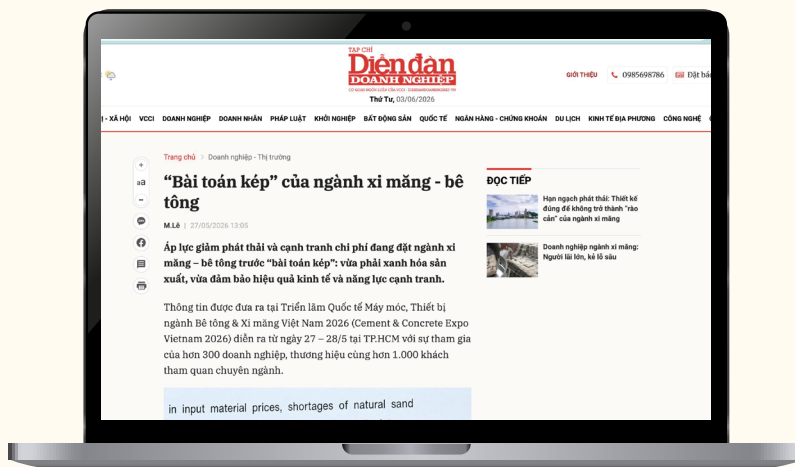 TẠP CHÍ
Diễn đàn
DOANH NGHIỆP
Thứ Tư, 03/06/2026
GIỚI THIỆU
0985698786
Đặt báo
- XÃ HỘI VCCI DOANH NGHIỆP DOANH NHÂN PHÁP LUẬT KHỞI NGHIỆP BẤT ĐỘNG SẢN QUỐC TẾ NGÂN HÀNG - CHỨNG KHOÁN DU LỊCH KINH TẾ ĐỊA PHƯƠNG CÔNG NGHỆ
Trang chủ > Doanh nghiệp - Thị trường
+
aa
-
“Bài toán kép” của ngành xi măng - bê
tông
M.Lê | 27/05/2026 13:05
Áp lực giảm phát thải và cạnh tranh chi phí đang đặt ngành xi
măng – bê tông trước “bài toán kép”: vừa phải xanh hóa sản
xuất, vừa đảm bảo hiệu quả kinh tế và năng lực cạnh tranh.
Thông tin được đưa ra tại Triển lãm Quốc tế Máy móc, Thiết bị
ngành Bê tông & Xi măng Việt Nam 2026 (Cement & Concrete Expo
Vietnam 2026) diễn ra từ ngày 27 – 28/5 tại TP.HCM với sự tham gia
của hơn 300 doanh nghiệp, thương hiệu cùng hơn 1.000 khách
tham quan chuyên ngành.
in input material prices, shortages of natural sand
ĐỌC TIẾP
Hạn ngạch phát thải: Thiết kế
đúng để không trở thành “rào
cản” của ngành xi măng
Doanh nghiệp ngành xi măng:
Người lãi lớn, kẻ lỗ sâu